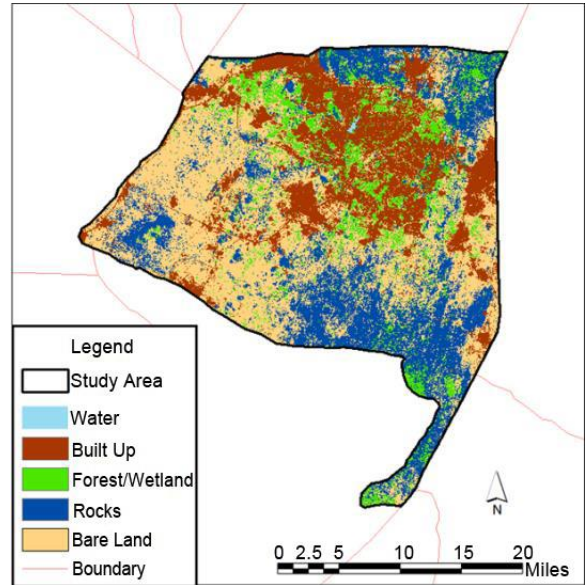 Legend
Study Area
Water
Built Up
Forest/Wetland
Rocks
Bare Land
Boundary
N
0 2.5 5 10 15 20
Miles